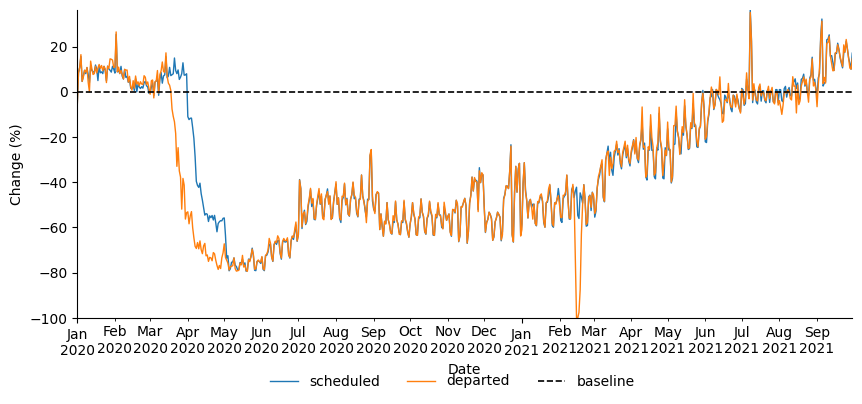 20
0
−20
−40
−60
−80
−100
Change (%)
Jan Feb Mar Apr May Jun Jul Aug Sep Oct Nov Dec Jan Feb Mar Apr May Jun Jul Aug Sep
2020 2020 2020 2020 2020 2020 2020 2020 2020 2020 2020 2020 2021 2021 2021 2021 2021 2021 2021 2021 2021
Date
scheduled departed baseline